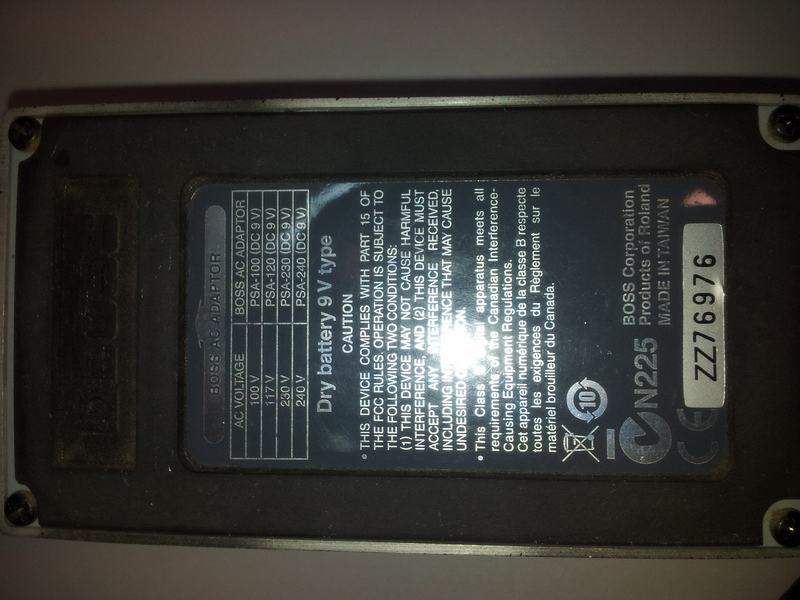 BOSS AC ADAPTOR
AC VOLTAGE BOSS AC ADAPTOR
100 V PSA-100 (DC 9 V)
117 V PSA-120 (DC 9 V)
230 V PSA-230 (DC 9 V)
240 V PSA-240 (DC 9 V)
Dry battery 9 V type
CAUTION
• THIS DEVICE COMPLIES WITH PART 15 OF
THE FCC RULES. OPERATION IS SUBJECT TO
THE FOLLOWING TWO CONDITIONS:
(1) THIS DEVICE MAY NOT CAUSE HARMFUL
INTERFERENCE, AND (2) THIS DEVICE MUST
ACCEPT ANY INTERFERENCE RECEIVED,
INCLUDING THAT MAY CAUSE
UNDESIRED
• This Class apparatus meets all
requirements of the Canadian Interference-
Causing Equipment Regulations.
Cet appareil numérique de la classe B respecte
toutes les exigences du Règlement sur le
matériel brouilleur du Canada.
10
N225
BOSS Corporation
Products of Roland
MADE IN TAIWAN
CE
ZZ76976